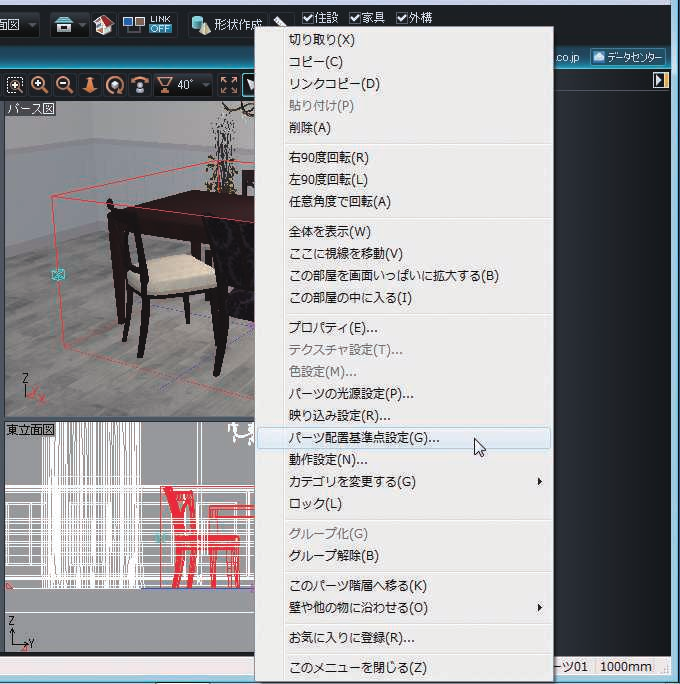 面図
LINK
OFF
形状作成
住設
家具
外構
.co.jp
データセンター
40°
パース図
Z
X
東立面図
Z
Y
切り取り(X)
コピー(C)
リンクコピー(D)
貼り付け(P)
削除(A)
右90度回転(R)
左90度回転(L)
任意角度で回転(A)
全体を表示(W)
ここに視線を移動(V)
この部屋を画面いっぱいに拡大する(B)
この部屋の中に入る(I)
プロパティ(E)...
テクスチャ設定(T)...
色設定(M)...
パーツの光源設定(P)...
映り込み設定(R)...
パーツ配置基準点設定(G)...
動作設定(N)...
カテゴリを変更する(G)
ロック(L)
グループ化(G)
グループ解除(B)
このパーツ階層へ移る(K)
壁や他の物に沿わせる(O)
お気に入りに登録(R)...
このメニューを閉じる(Z)
ーツ01
1000mm